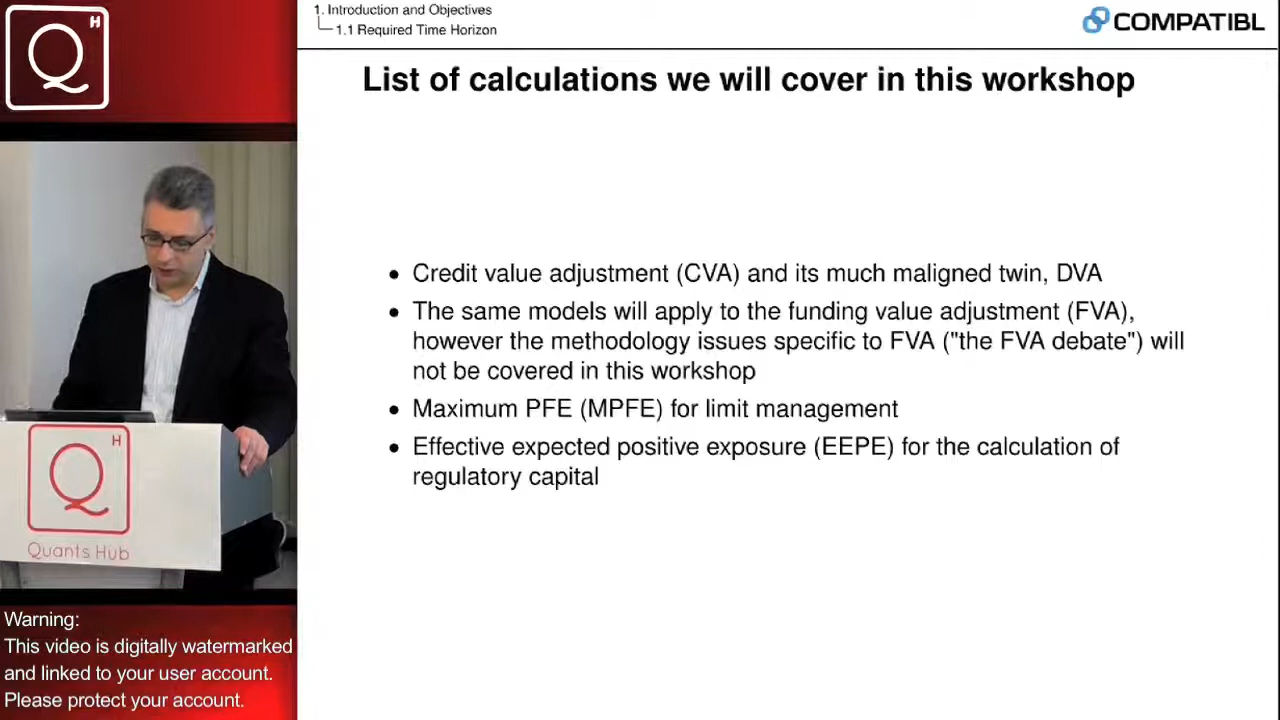 H
Q
1. Introduction and Objectives
1.1 Required Time Horizon
COMPATIBL
List of calculations we will cover in this workshop
• Credit value adjustment (CVA) and its much maligned twin, DVA
• The same models will apply to the funding value adjustment (FVA),
however the methodology issues specific to FVA ("the FVA debate") will
not be covered in this workshop
• Maximum PFE (MPFE) for limit management
• Effective expected positive exposure (EEPE) for the calculation of
regulatory capital
H
Q
Quants Hub
Warning:
This video is digitally watermarked
and linked to your user account.
Please protect your account.